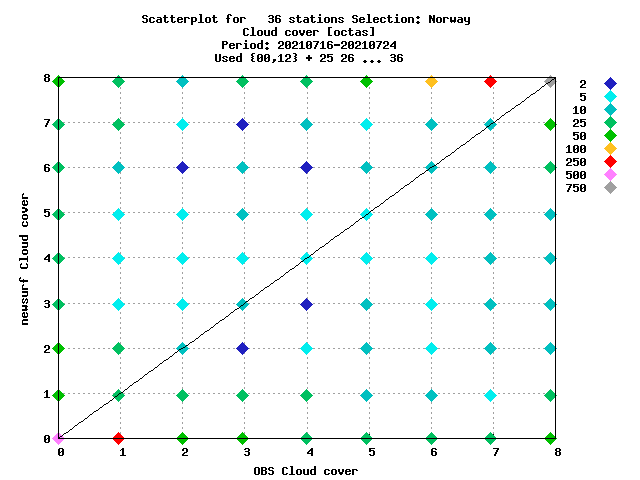 Scatterplot for   36 stations Selection: Norway
Cloud cover [octas]
Period: 20210716-20210724
Used {00,12} + 25 26 ... 36
8
7
6
5
4
3
2
1
0
newsurf Cloud cover
0 1 2 3 4 5 6 7 8
OBS Cloud cover
2
5
10
25
50
100
250
500
750